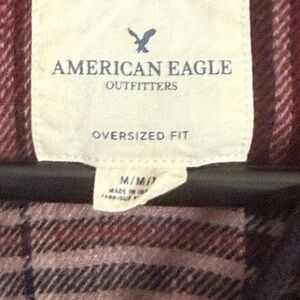 AMERICAN EAGLE
OUTFITTERS
OVERSIZED FIT
M/M/
MADE IN